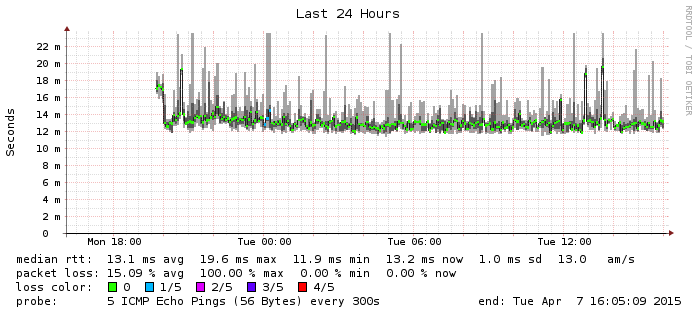 Last 24 Hours
RRDTOOL / TOBI OETIKER
Seconds
22 m
20 m
18 m
16 m
14 m
12 m
10 m
8 m
6 m
4 m
2 m
0
Mon 18:00 Tue 00:00 Tue 06:00 Tue 12:00
median rtt: 13.1 ms avg 19.6 ms max 11.9 ms min 13.2 ms now 1.0 ms sd 13.0 am/s
packet loss: 15.09 % avg 100.00 % max 0.00 % min 0.00 % now
loss color: 0 1/5 2/5 3/5 4/5
probe: 5 ICMP Echo Pings (56 Bytes) every 300s end: Tue Apr 7 16:05:09 2015